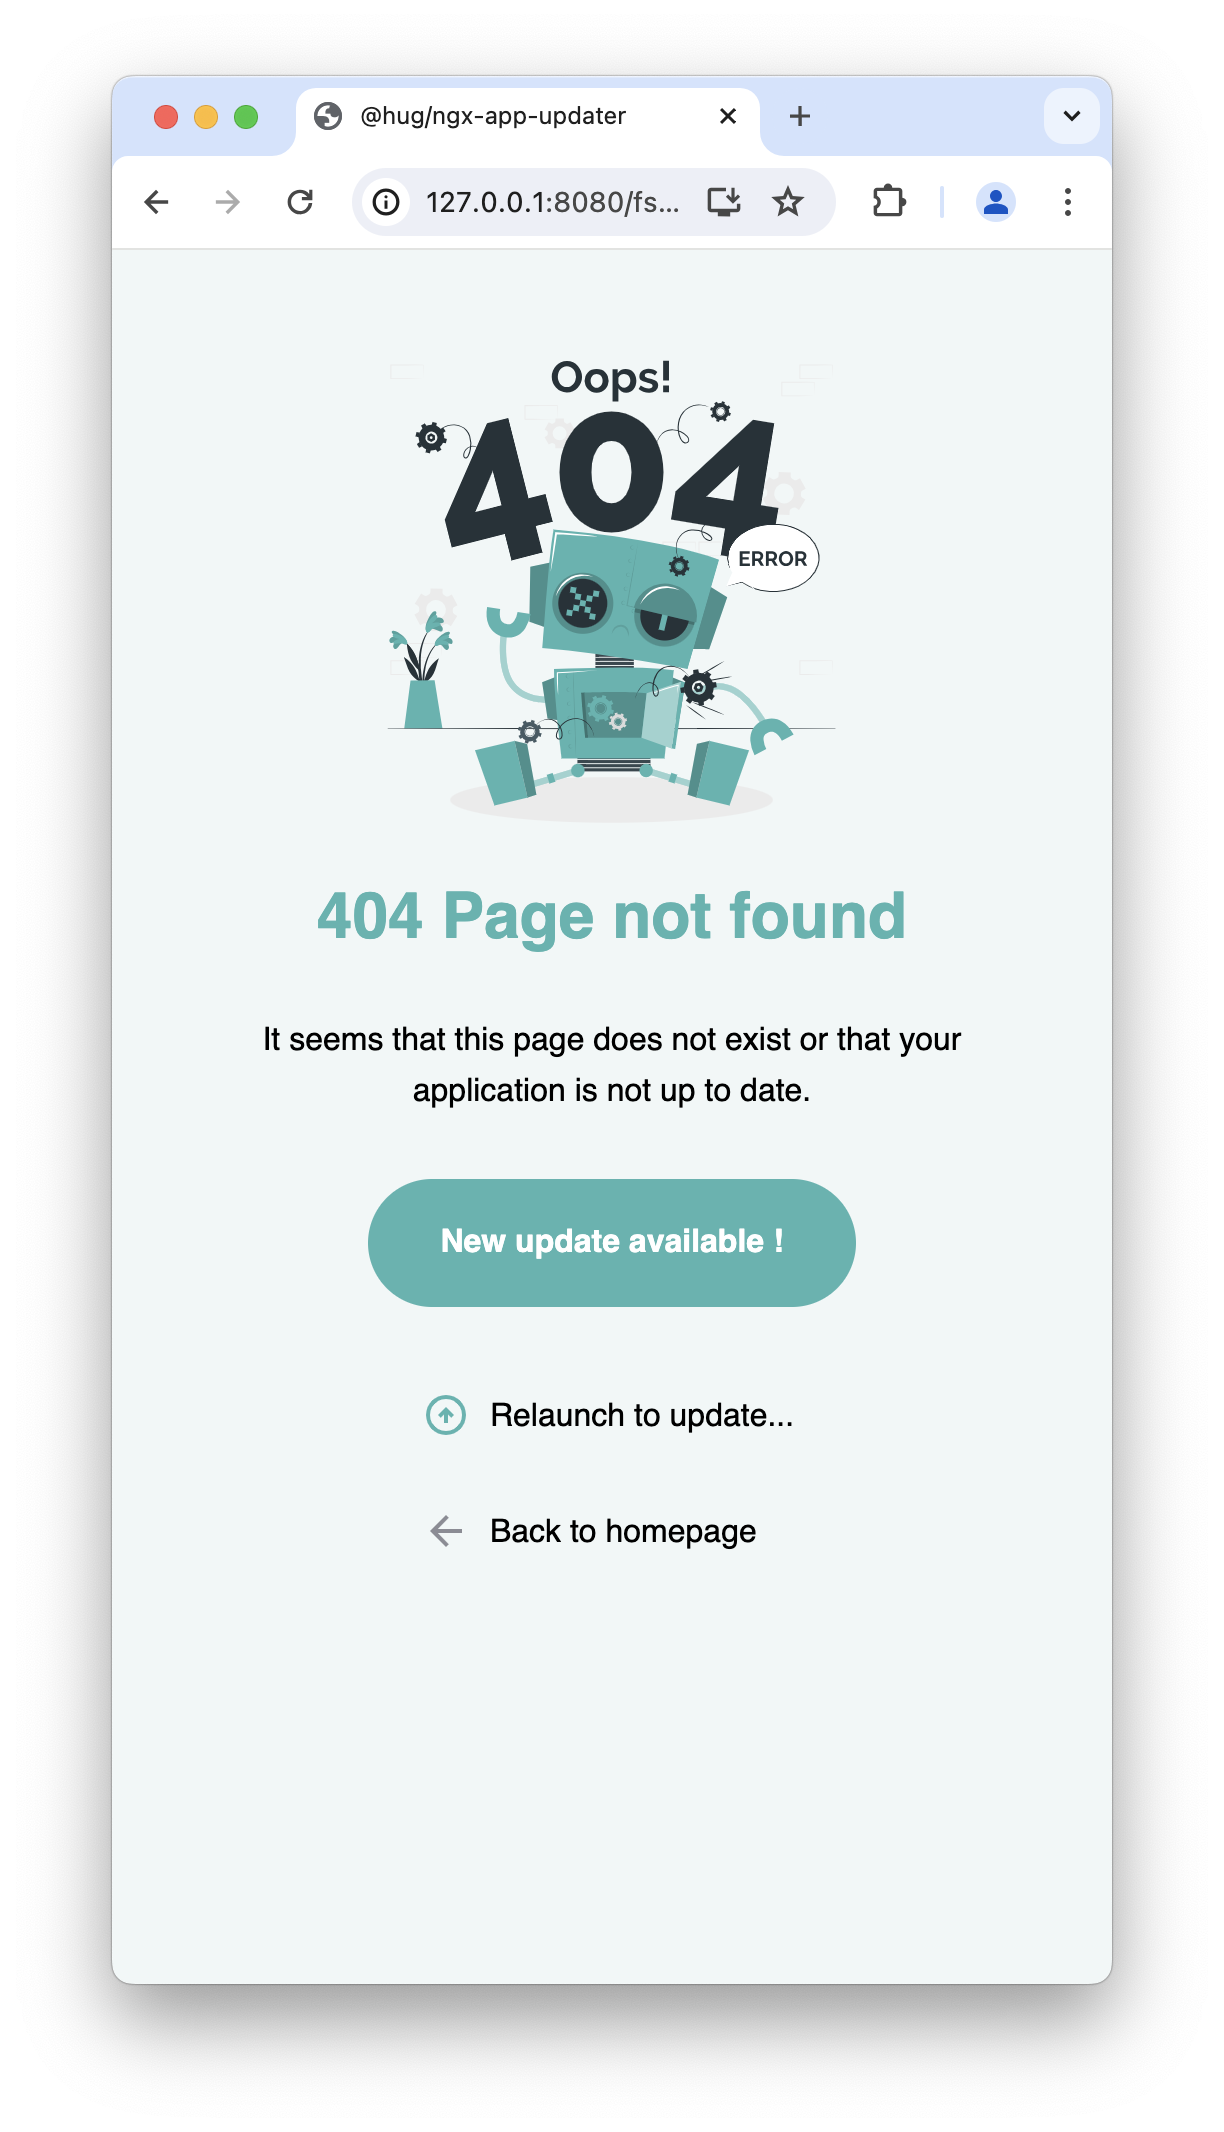 @hug/ngx-app-updater
127.0.0.1:8080/fs...
Oops!
404
ERROR
404 Page not found
It seems that this page does not exist or that your
application is not up to date.
New update available !
Relaunch to update...
Back to homepage